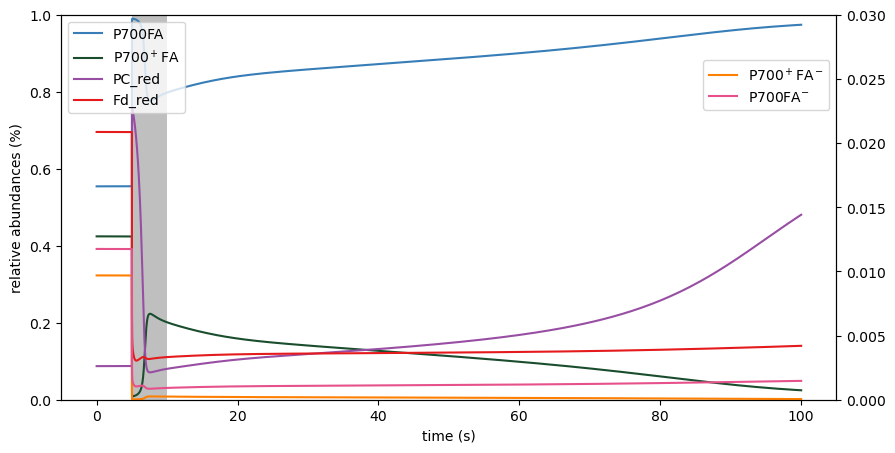 P700FA
P700⁺FA
PC_red
Fd_red
P700⁺FA⁻
P700FA⁻
relative abundances (%)
1.0
0.8
0.6
0.4
0.2
0.0
0.030
0.025
0.020
0.015
0.010
0.005
0.000
0 20 40 60 80 100
time (s)